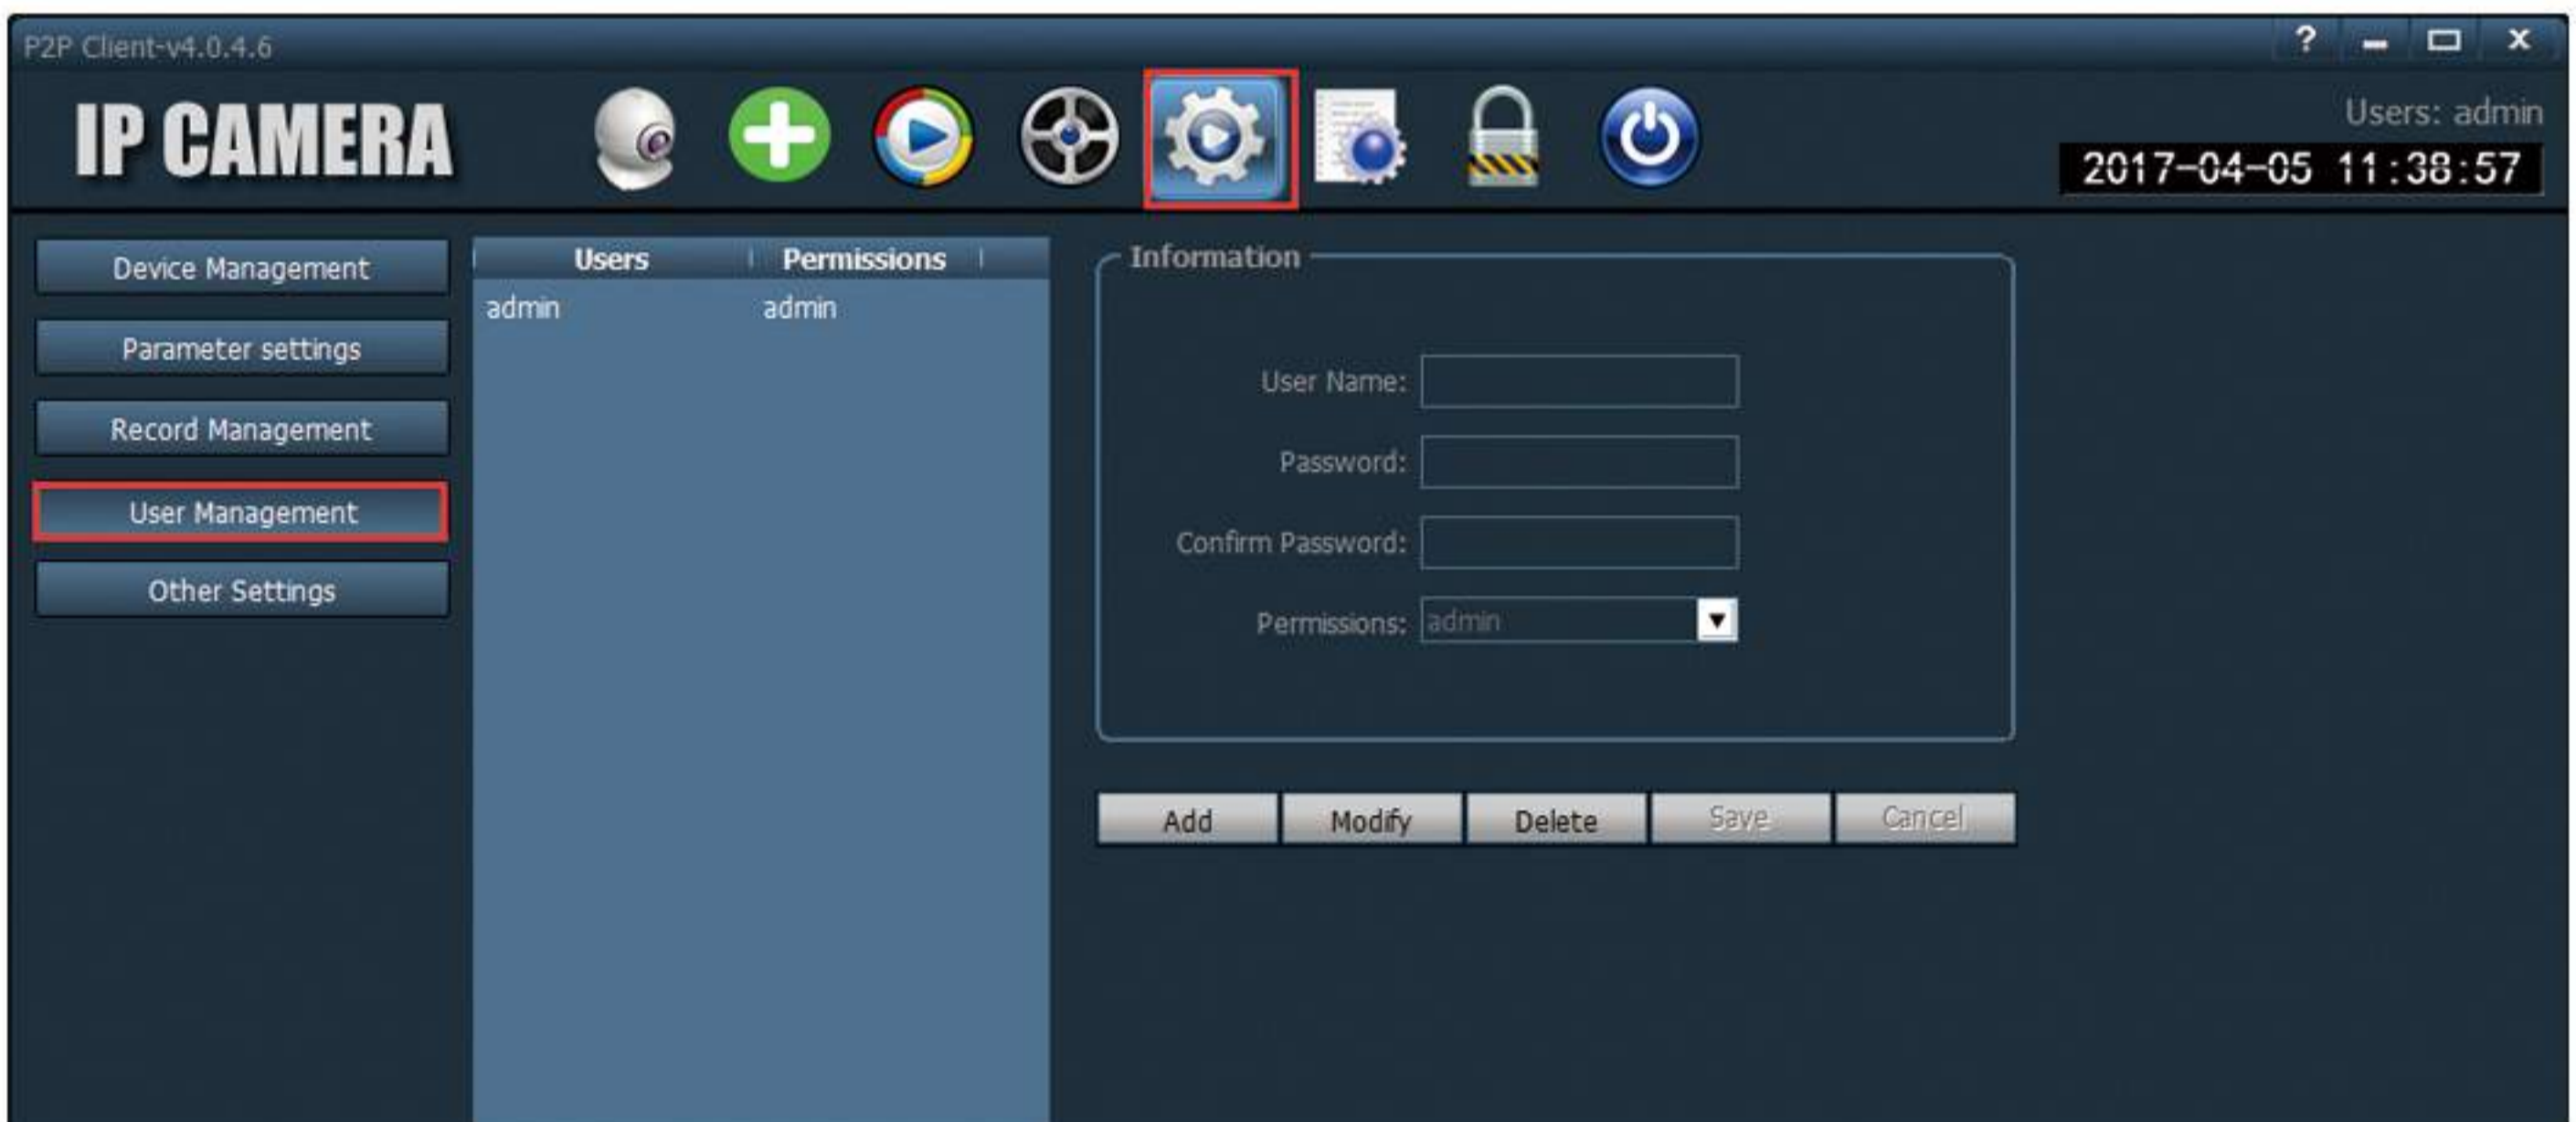 P2P Client-v4.0.4.6
IP CAMERA
Users: admin
2017-04-05 11:38:57
Device Management
Parameter settings
Record Management
User Management
Other Settings
Users Permissions
admin admin
Information
User Name:
Password:
Confirm Password:
Permissions: admin
Add Modify Delete Save Cancel